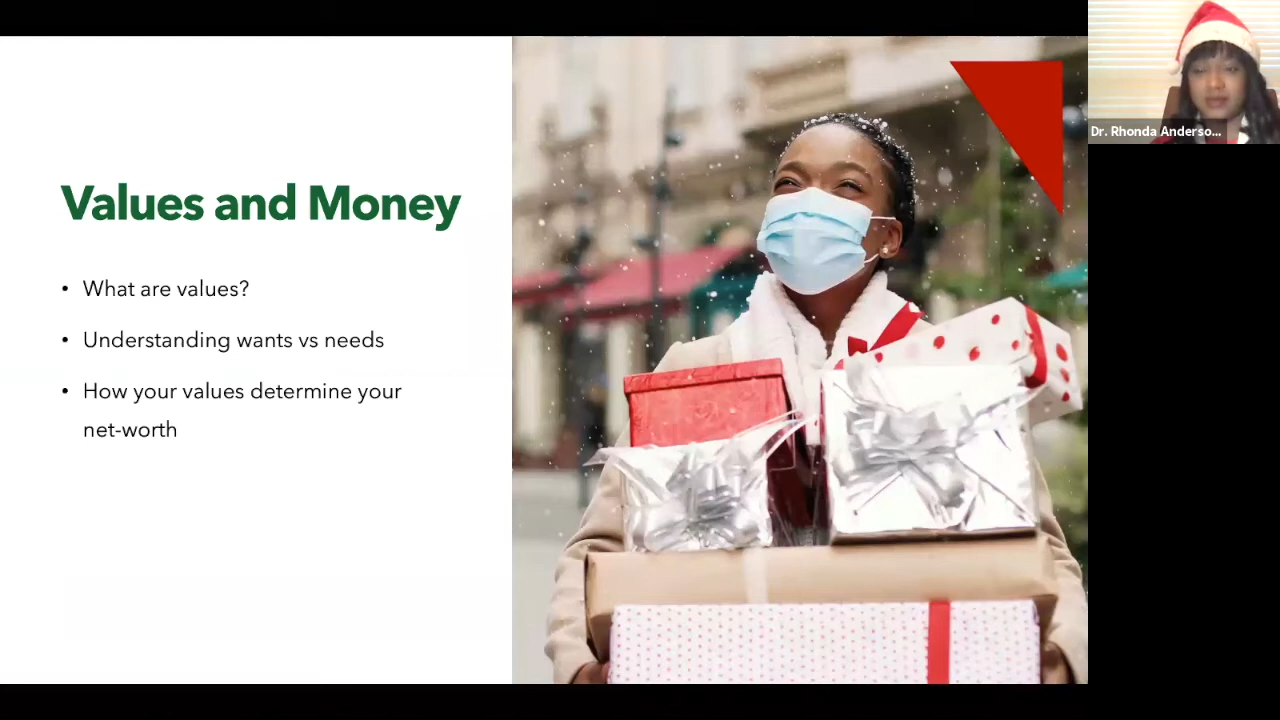 Values and Money
• What are values?
• Understanding wants vs needs
• How your values determine your
net-worth
Dr. Rhonda Anderso...